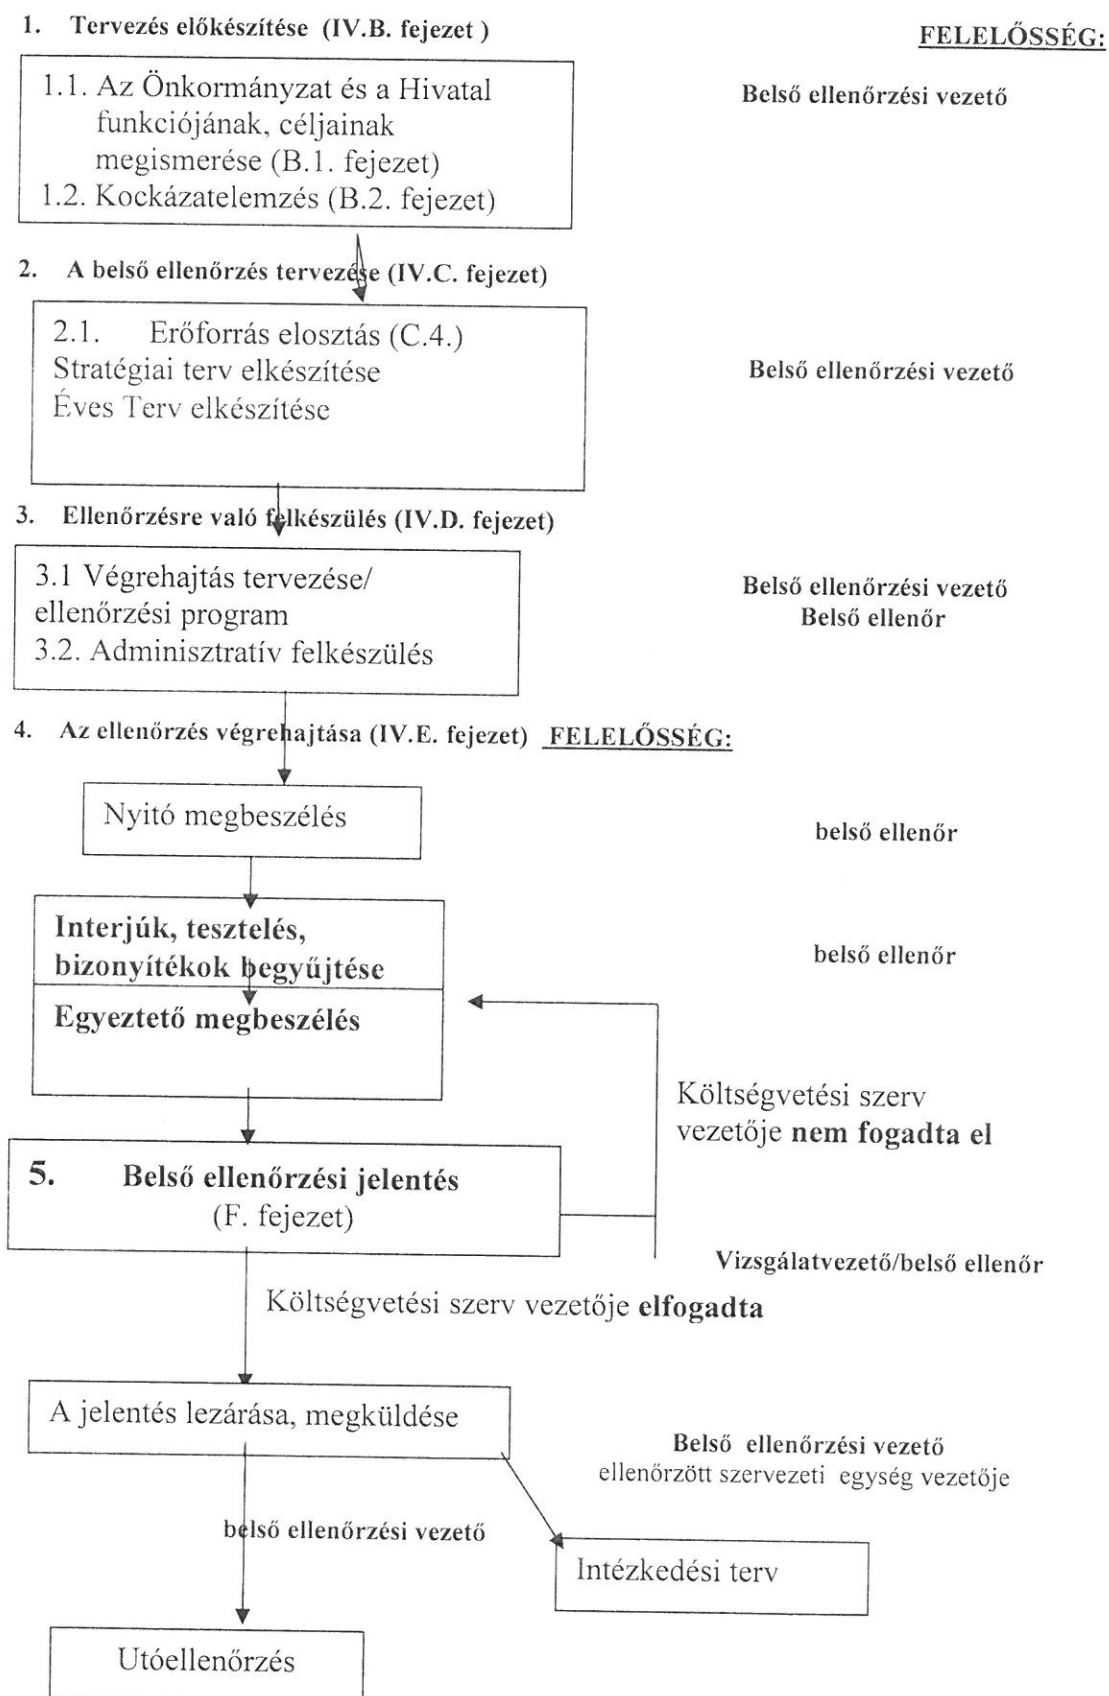 1. Tervezés előkészítése (IV.B. fejezet )
FELELŐSSÉG:
1.1. Az Önkormányzat és a Hivatal
funkciójának, céljainak
megismerése (B.1. fejezet)
1.2. Kockázatelemzés (B.2. fejezet)
Belső ellenőrzési vezető
2. A belső ellenőrzés tervezése (IV.C. fejezet)
2.1. Erőforrás elosztás (C.4.)
Stratégiai terv elkészítése
Éves Terv elkészítése
Belső ellenőrzési vezető
3. Ellenőrzésre való felkészülés (IV.D. fejezet)
3.1 Végrehajtás tervezése/
ellenőrzési program
3.2. Adminisztratív felkészülés
Belső ellenőrzési vezető
Belső ellenőr
4. Az ellenőrzés végrehajtása (IV.E. fejezet) FELELŐSSÉG:
Nyitó megbeszélés
belső ellenőr
Interjúk, tesztelés,
bizonyítékok begyűjtése
belső ellenőr
Egyeztető megbeszélés
Költségvetési szerv
vezetője nem fogadta el
5. Belső ellenőrzési jelentés
(F. fejezet)
Vizsgálatvezető/belső ellenőr
Költségvetési szerv vezetője elfogadta
A jelentés lezárása, megküldése
Belső ellenőrzési vezető
ellenőrzött szervezeti egység vezetője
belső ellenőrzési vezető
Intézkedési terv
Utóellenőrzés